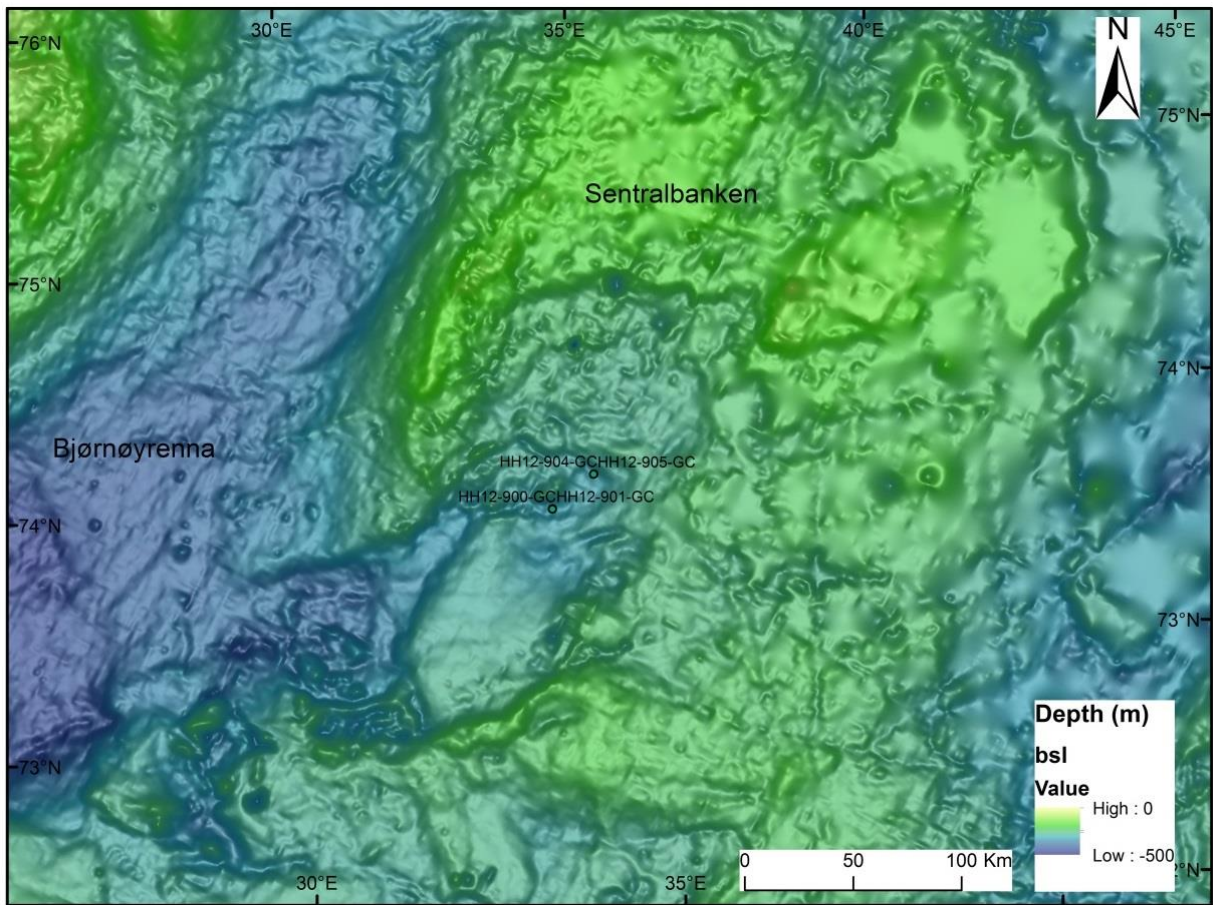 30°E
35°E
40°E
45°E
76°N
N
75°N
Sentralbanken
75°N
74°N
Bjørnøyrenna
HH12-904-GCHH12-905-GC
HH12-900-GCHH12-901-GC
74°N
73°N
Depth (m)
bsl
Value
High : 0
Low : -500
73°N
0 50 100 Km
30°E
35°E